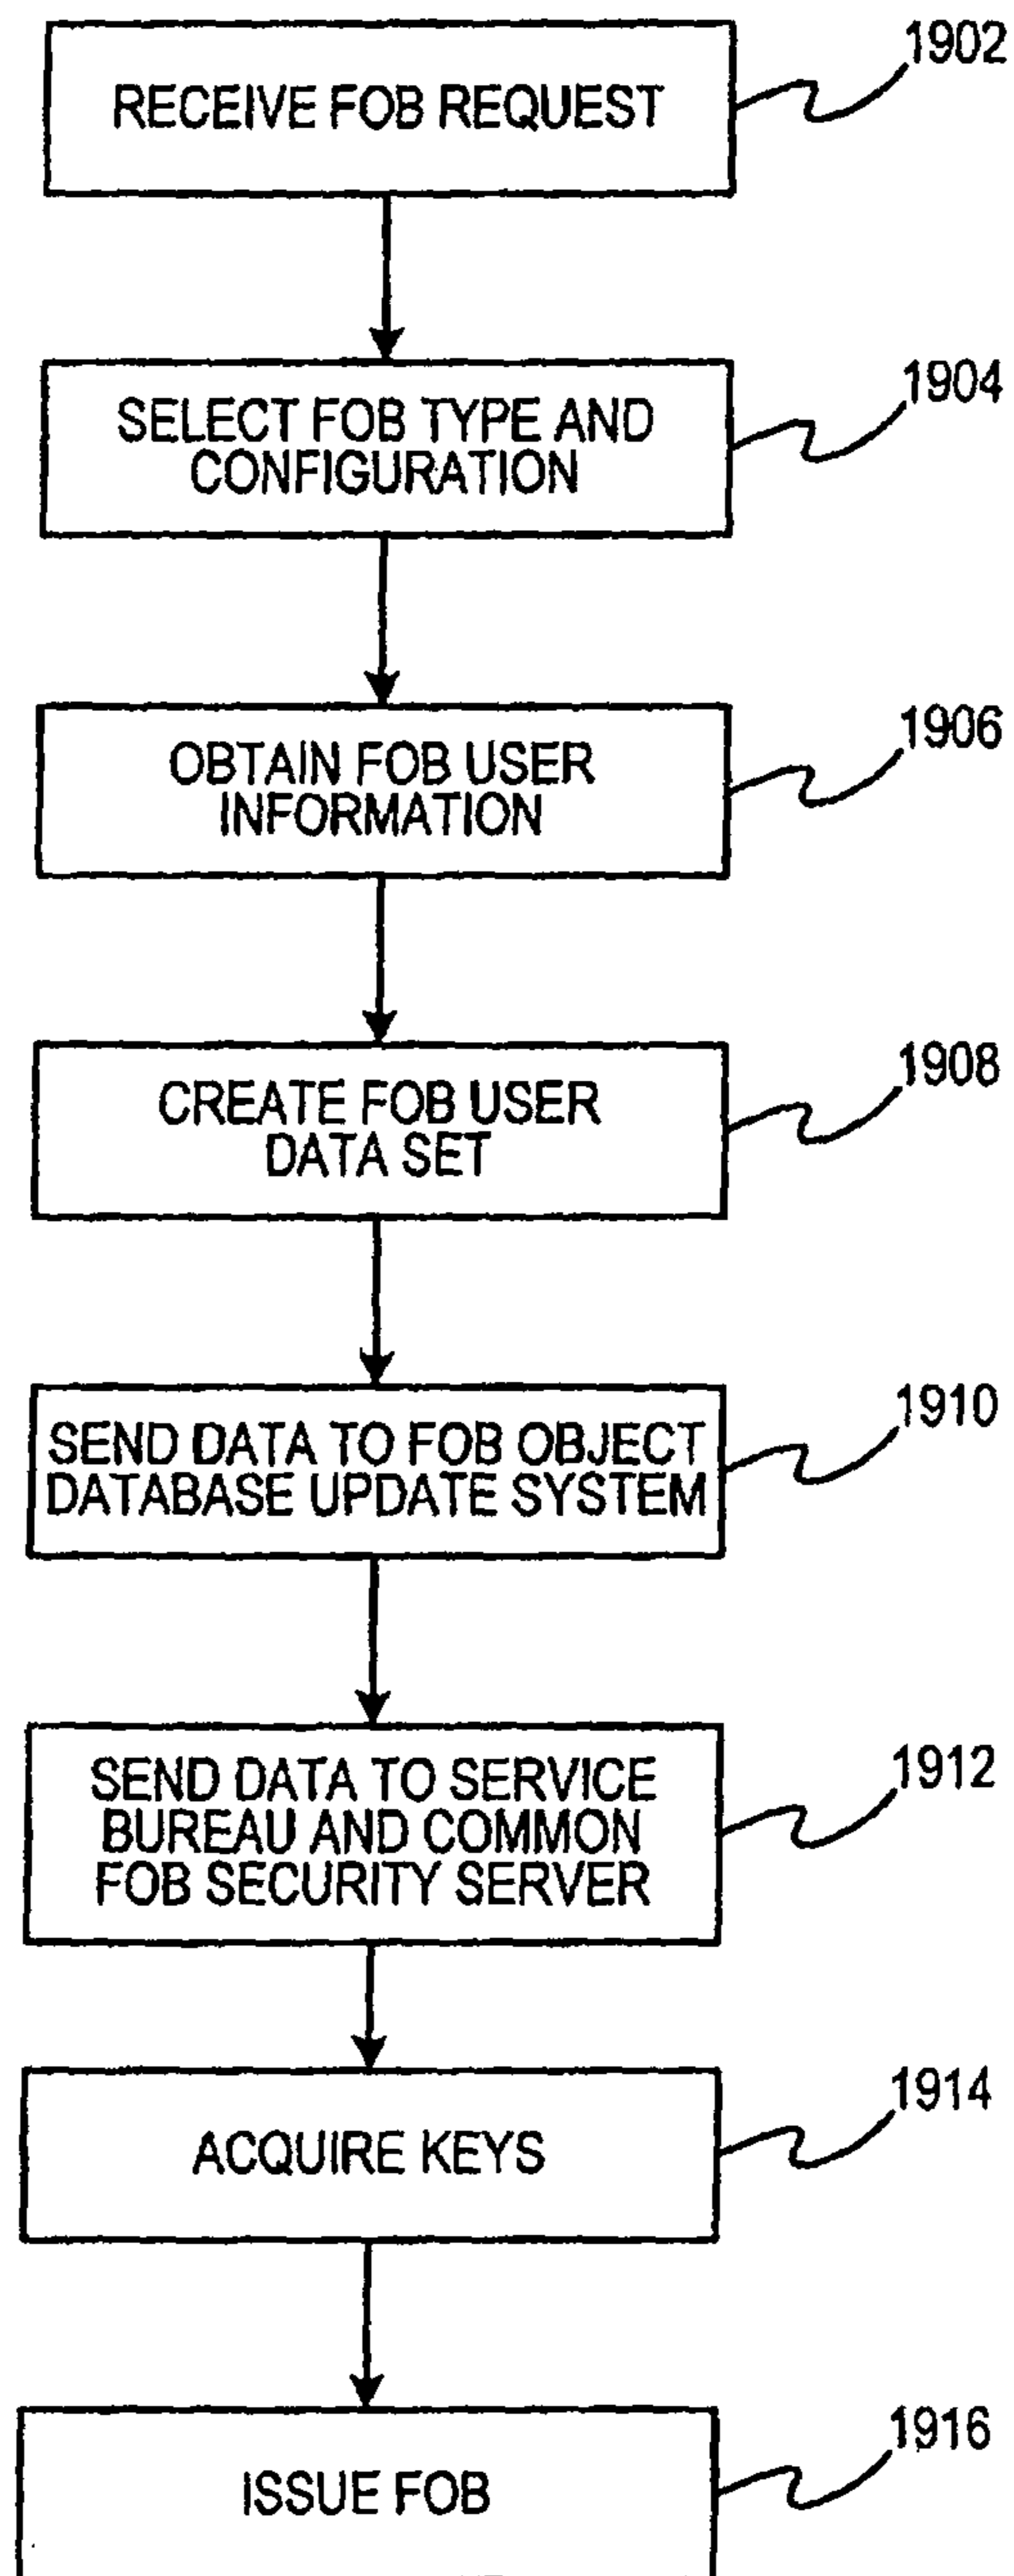 1902
RECEIVE FOB REQUEST
1904
SELECT FOB TYPE AND
CONFIGURATION
1906
OBTAIN FOB USER
INFORMATION
1908
CREATE FOB USER
DATA SET
1910
SEND DATA TO FOB OBJECT
DATABASE UPDATE SYSTEM
1912
SEND DATA TO SERVICE
BUREAU AND COMMON
FOB SECURITY SERVER
1914
ACQUIRE KEYS
1916
ISSUE FOB